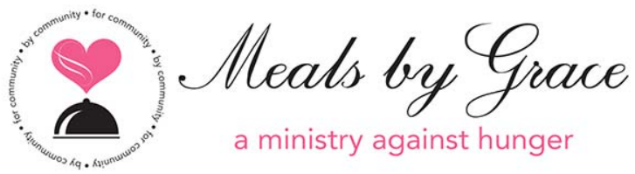 for community • by community • for community • by community • for community • by community •
Meals by Grace
a ministry against hunger